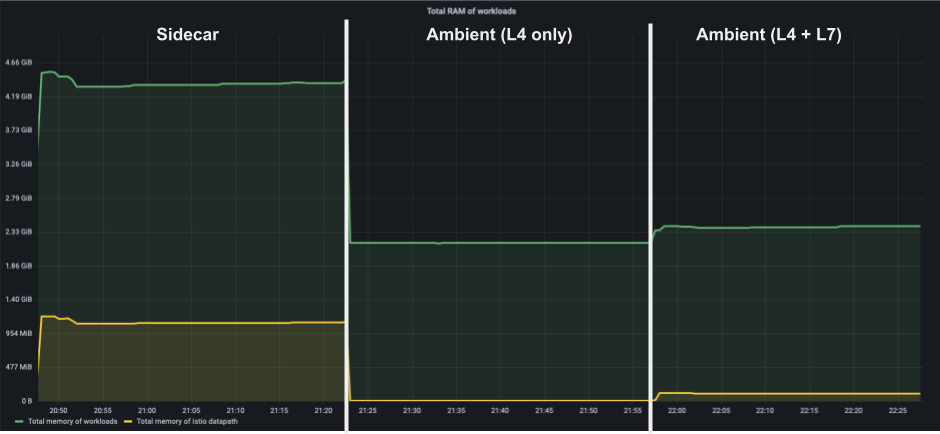 Total RAM of workloads
Sidecar
Ambient (L4 only)
Ambient (L4 + L7)
4.66 GiB
4.19 GiB
3.73 GiB
3.26 GiB
2.79 GiB
2.33 GiB
1.86 GiB
1.40 GiB
954 MiB
477 MiB
0 B
20:50 20:55 21:00 21:05 21:10 21:15 21:20 21:25 21:30 21:35 21:40 21:45 21:50 21:55 22:00 22:05 22:10 22:15 22:20 22:25
Total memory of workloads Total memory of Istio datapath